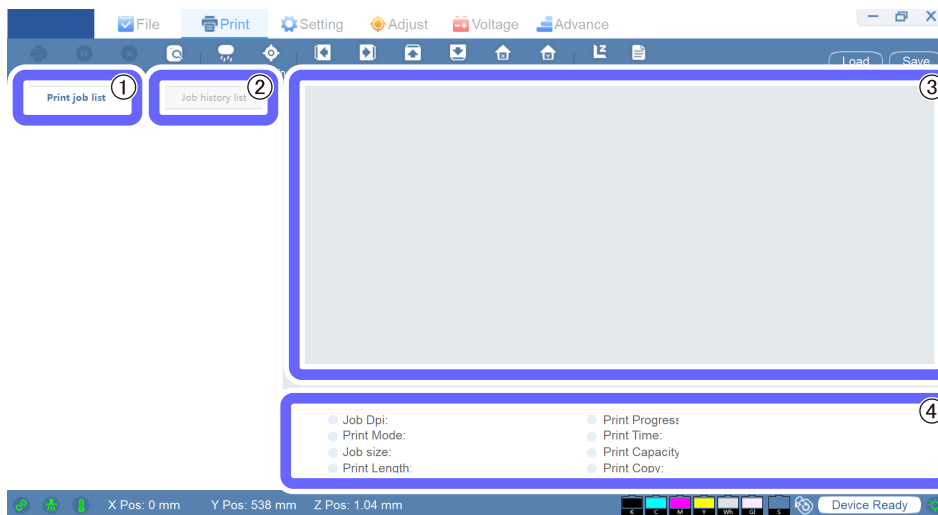 File Print Setting Adjust Voltage Advance
Load Save
Print job list ① Job history list ② ③
④
Job Dpi: Print Progress
Print Mode: Print Time:
Job size: Print Capacity
Print Length: Print Copy:
X Pos: 0 mm Y Pos: 538 mm Z Pos: 1.04 mm K C M Y Wh Gl S Device Ready